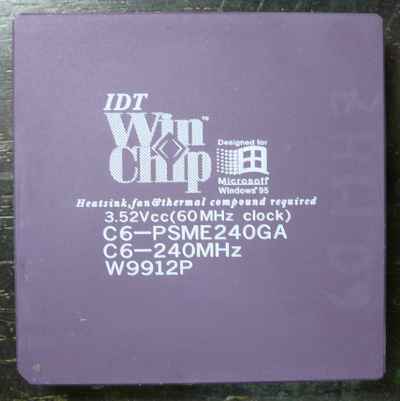 IDT
Win
Chip™
Designed for
Microsoft
Windows 95
Heatsink,fan&thermal compound required
3.52Vcc(60MHz clock)
C6-PSME240GA
C6-240MHz
W9912P